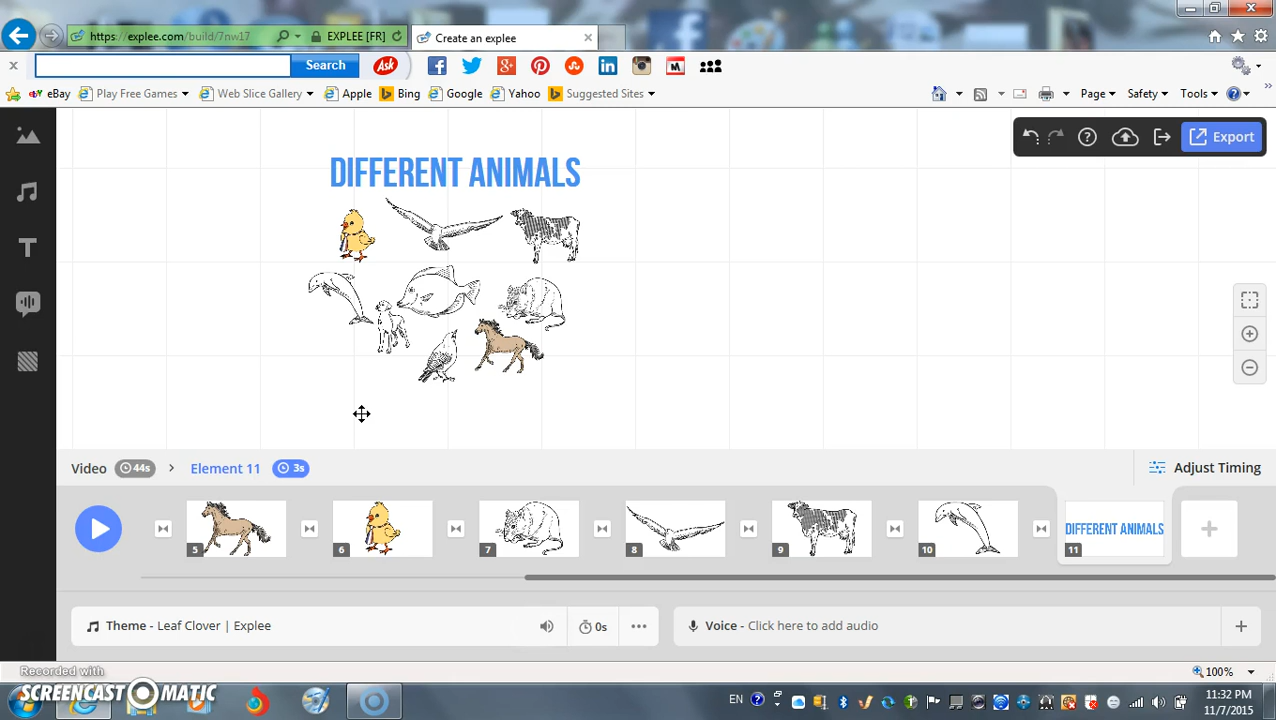 https://explee.com/build/7nw17
EXPLEE [FR]
Create an explee
Search
Ask
eBay
Play Free Games
Web Slice Gallery
Apple
Bing
Google
Yahoo
Suggested Sites
Page
Safety
Tools
Export
DIFFERENT ANIMALS
Video 44s > Element 11 3s
Adjust Timing
5
6
7
8
9
10
DIFFERENT ANIMALS
11
Theme - Leaf Clover | Explee
0s
Voice - Click here to add audio
Recorded with
SCREENCAST MATIC
100%
EN
11:32 PM
11/7/2015